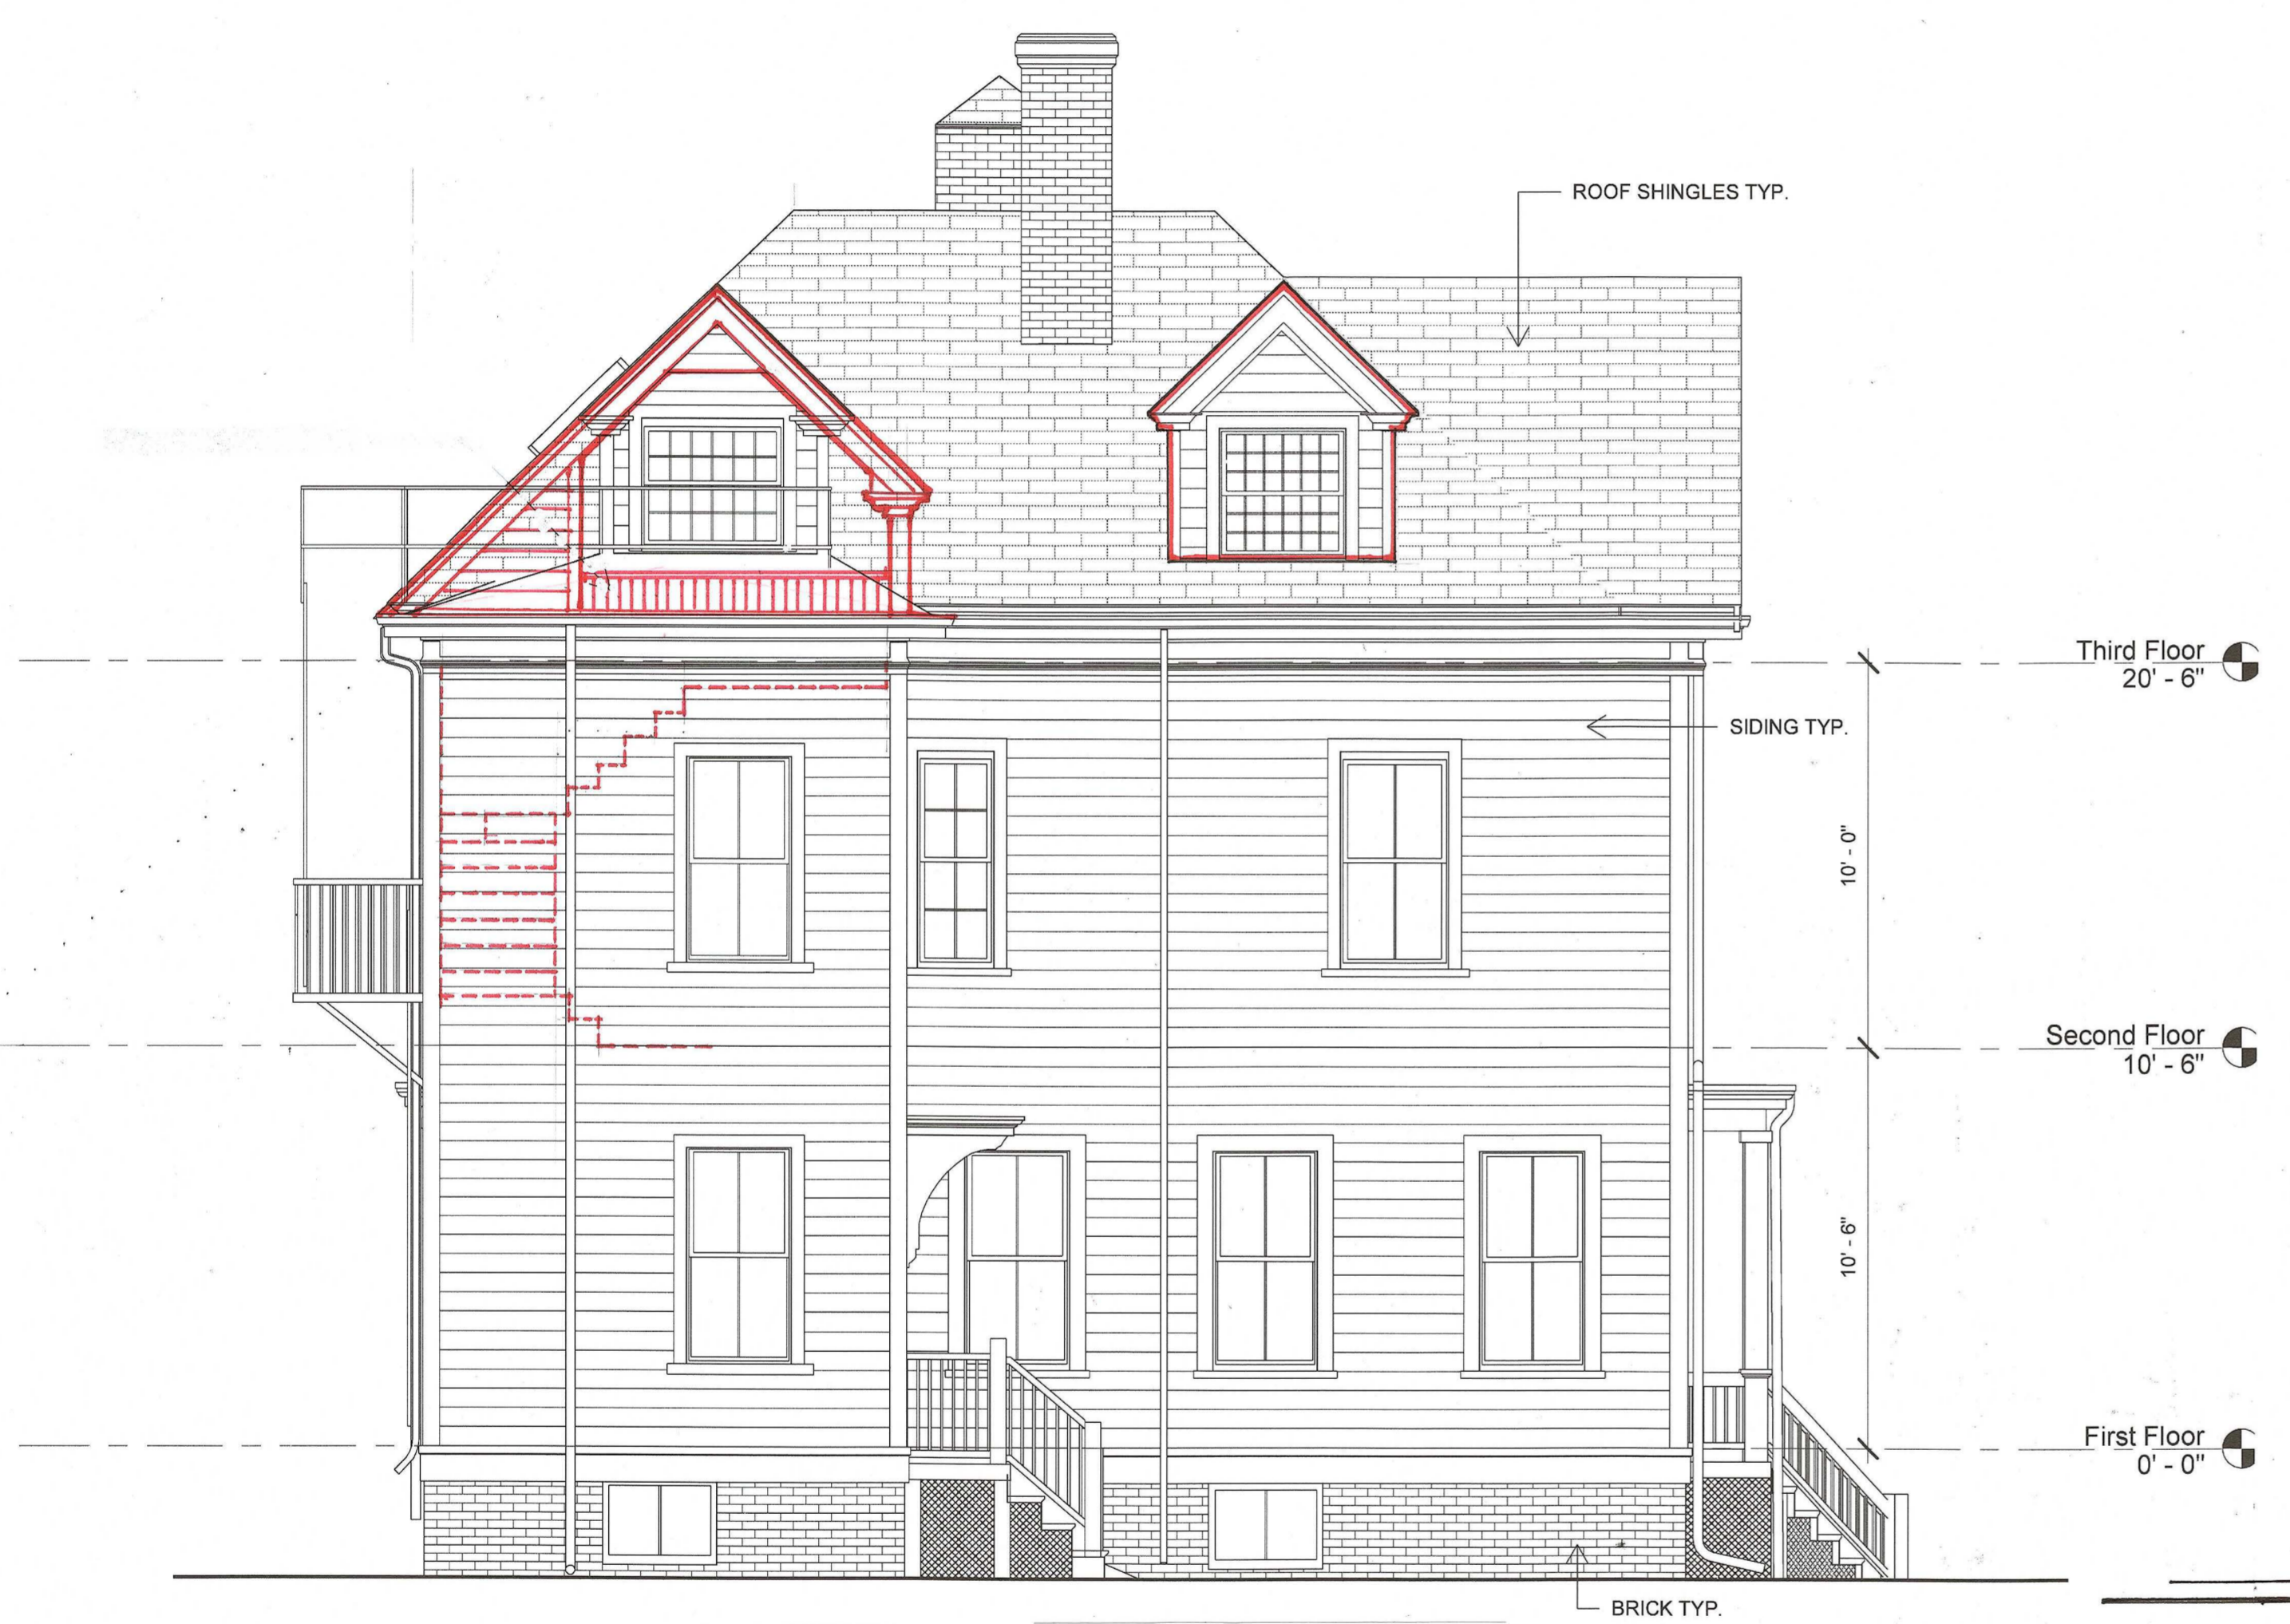 ROOF SHINGLES TYP.
Third Floor
20' - 6"
SIDING TYP.
10' - 0"
Second Floor
10' - 6"
10' - 6"
First Floor
0' - 0"
BRICK TYP.